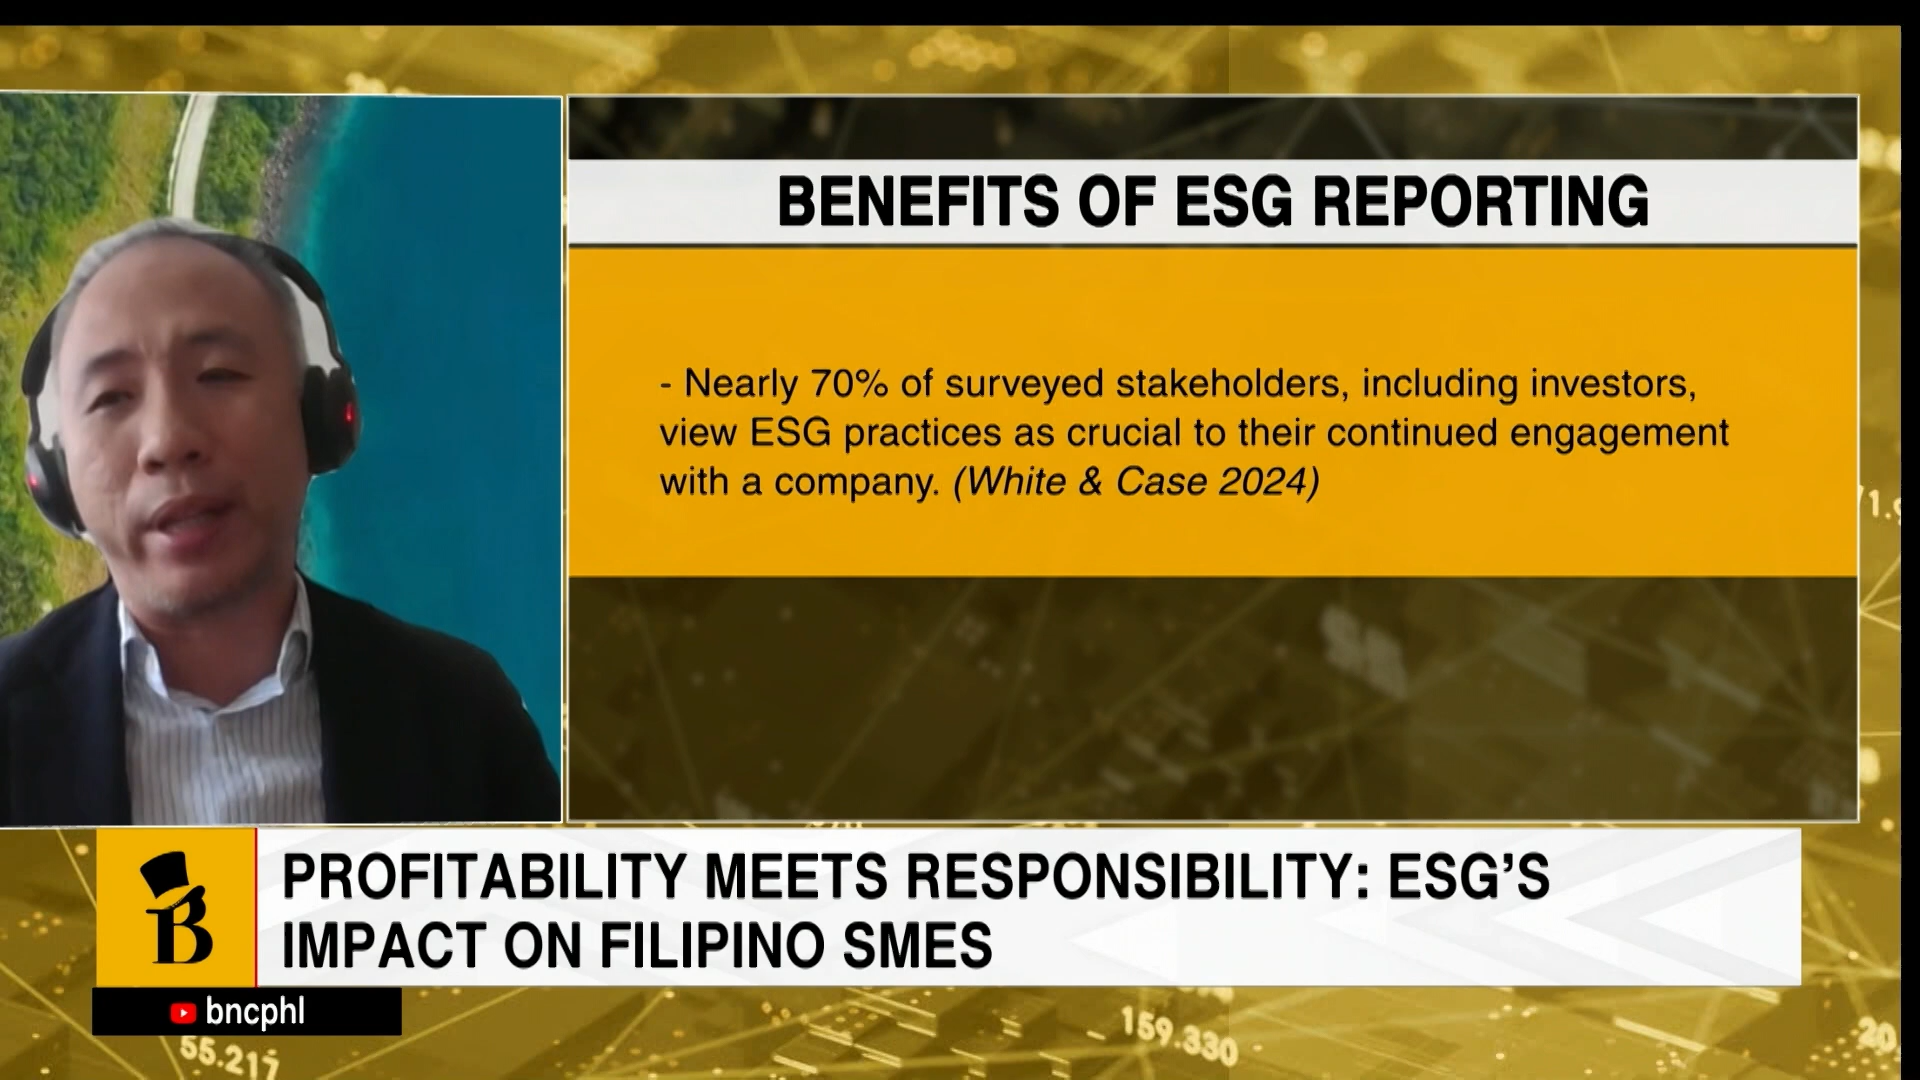 BENEFITS OF ESG REPORTING
- Nearly 70% of surveyed stakeholders, including investors,
view ESG practices as crucial to their continued engagement
with a company. (White & Case 2024)
B
PROFITABILITY MEETS RESPONSIBILITY: ESG’S
IMPACT ON FILIPINO SMES
bncphl
55.217
159.330
20